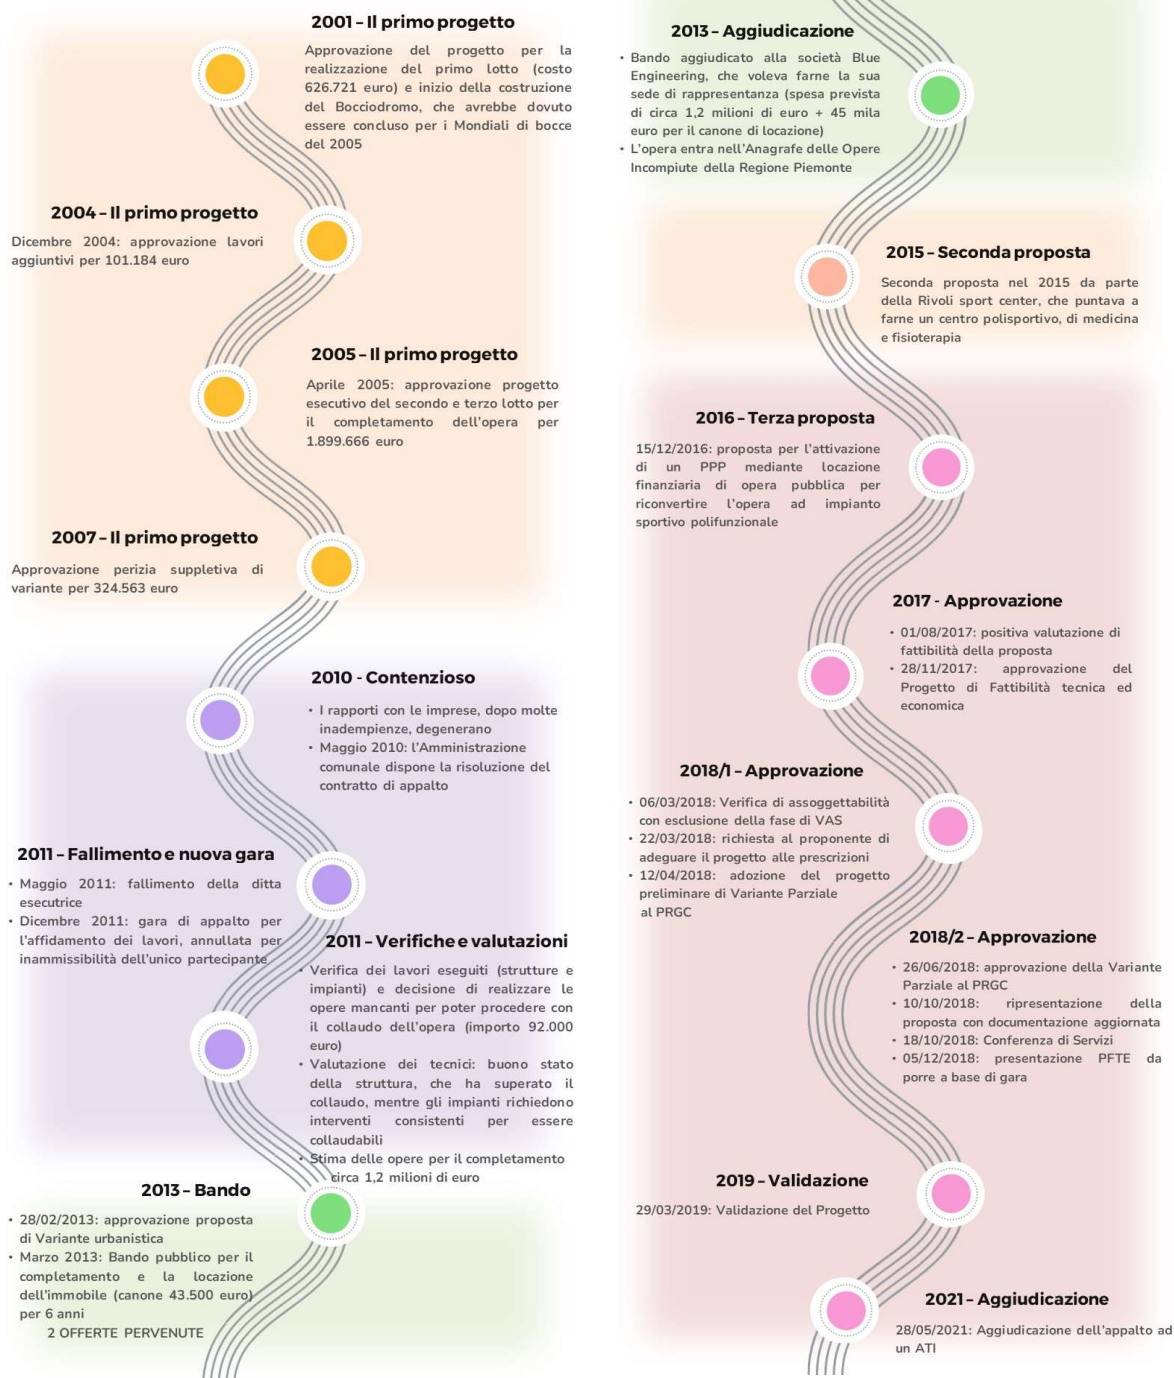 2001 – Il primo progetto
Approvazione del progetto per la
realizzazione del primo lotto (costo
626.721 euro) e inizio della costruzione
del Bocciodromo, che avrebbe dovuto
essere concluso per i Mondiali di bocce
del 2005
2004 – Il primo progetto
Dicembre 2004: approvazione lavori
aggiuntivi per 101.184 euro
2005 – Il primo progetto
Aprile 2005: approvazione progetto
esecutivo del secondo e terzo lotto per
il completamento dell'opera per
1.899.666 euro
2007 – Il primo progetto
Approvazione perizia suppletiva di
variante per 324.563 euro
2010 - Contenzioso
• I rapporti con le imprese, dopo molte
inadempienze, degenerano
• Maggio 2010: l'Amministrazione
comunale dispone la risoluzione del
contratto di appalto
2011 – Fallimento e nuova gara
• Maggio 2011: fallimento della ditta
esecutrice
• Dicembre 2011: gara di appalto per
l'affidamento dei lavori, annullata per
inammissibilità dell'unico partecipante
2011 – Verifiche e valutazioni
• Verifica dei lavori eseguiti (strutture e
impianti) e decisione di realizzare le
opere mancanti per poter procedere con
il collaudo dell'opera (importo 92.000
euro)
• Valutazione dei tecnici: buono stato
della struttura, che ha superato il
collaudo, mentre gli impianti richiedono
interventi consistenti per essere
collaudabili
• Stima delle opere per il completamento
circa 1,2 milioni di euro
2013 – Bando
• 28/02/2013: approvazione proposta
di Variante urbanistica
• Marzo 2013: Bando pubblico per il
completamento e la locazione
dell'immobile (canone 43.500 euro)
per 6 anni
2 OFFERTE PERVENUTE
2013 – Aggiudicazione
• Bando aggiudicato alla società Blue
Engineering, che voleva farne la sua
sede di rappresentanza (spesa prevista
di circa 1,2 milioni di euro + 45 mila
euro per il canone di locazione)
• L'opera entra nell'Anagrafe delle Opere
Incompiute della Regione Piemonte
2015 – Seconda proposta
Seconda proposta nel 2015 da parte
della Rivoli sport center, che puntava a
farne un centro polisportivo, di medicina
e fisioterapia
2016 – Terza proposta
15/12/2016: proposta per l'attivazione
di un PPP mediante locazione
finanziaria di opera pubblica per
riconvertire l'opera ad impianto
sportivo polifunzionale
2017 - Approvazione
• 01/08/2017: positiva valutazione di
fattibilità della proposta
• 28/11/2017: approvazione del
Progetto di Fattibilità tecnica ed
economica
2018/1 – Approvazione
• 06/03/2018: Verifica di assoggettabilità
con esclusione della fase di VAS
• 22/03/2018: richiesta al proponente di
adeguare il progetto alle prescrizioni
• 12/04/2018: adozione del progetto
preliminare di Variante Parziale
al PRGC
2018/2 – Approvazione
• 26/06/2018: approvazione della Variante
Parziale al PRGC
• 10/10/2018: ripresentazione della
proposta con documentazione aggiornata
• 18/10/2018: Conferenza di Servizi
• 05/12/2018: presentazione PFTE da
porre a base di gara
2019 – Validazione
29/03/2019: Validazione del Progetto
2021 – Aggiudicazione
28/05/2021: Aggiudicazione dell'appalto ad
un ATI